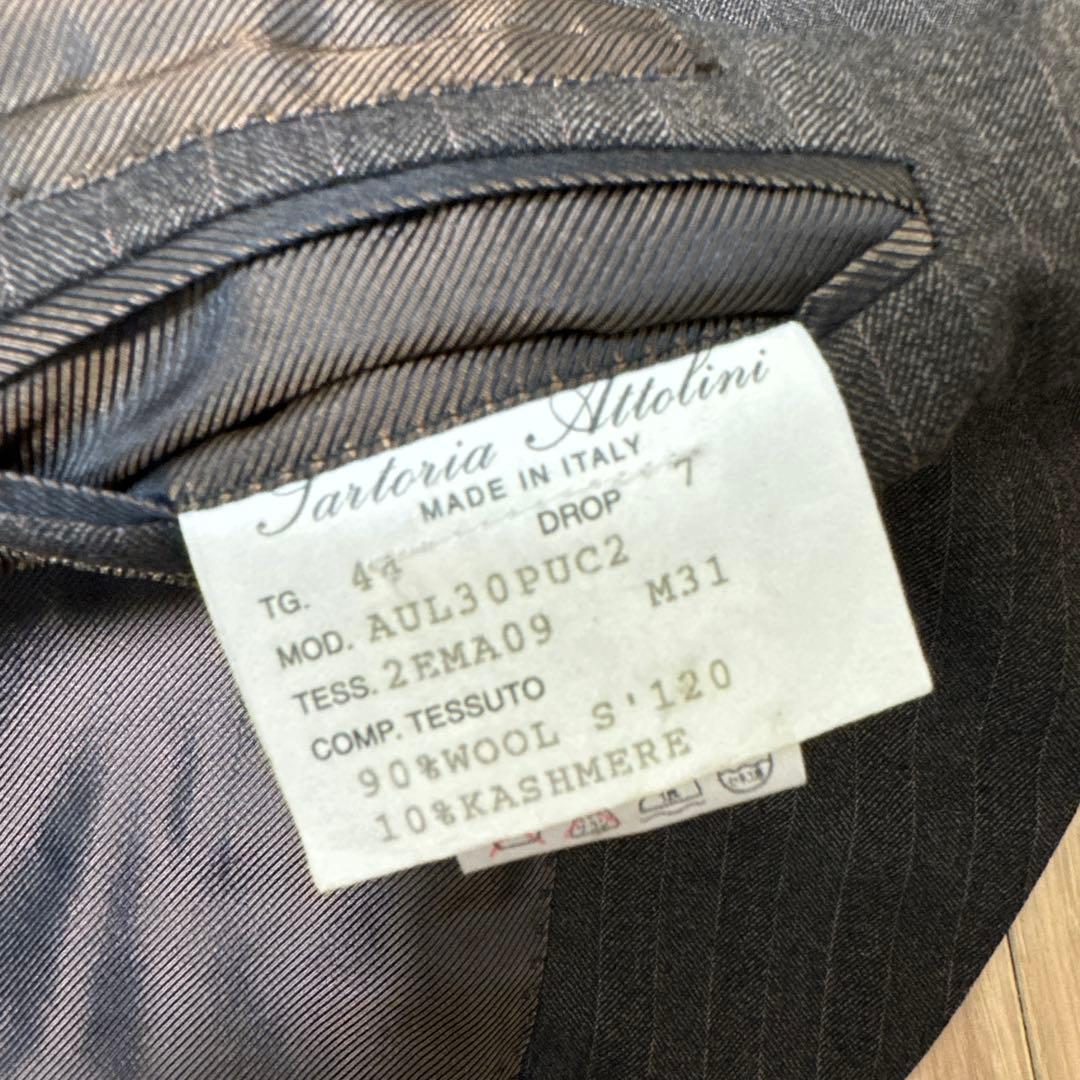 Sartoria Attolini
MADE IN ITALY
TG. 44 DROP 7
MOD. AUL30PUC2
TESS. 2EMA09 M31
COMP. TESSUTO
90%WOOL S'120
10%KASHMERE